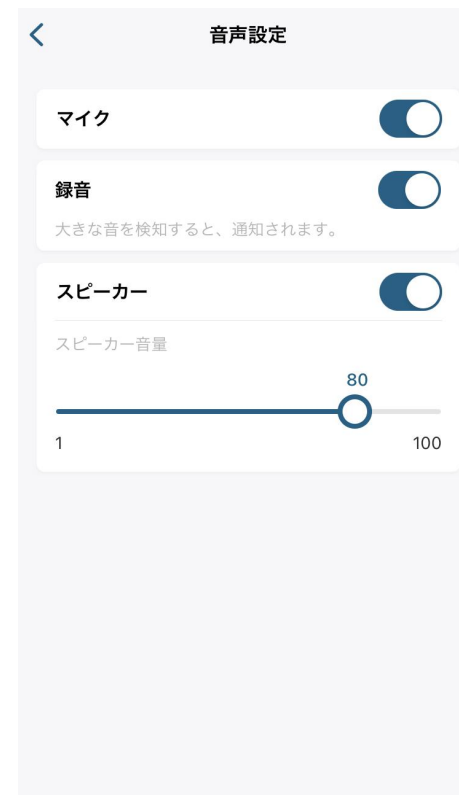 音声設定
マイク
録音
大きな音を検知すると、通知されます。
スピーカー
スピーカー音量
80
1
100